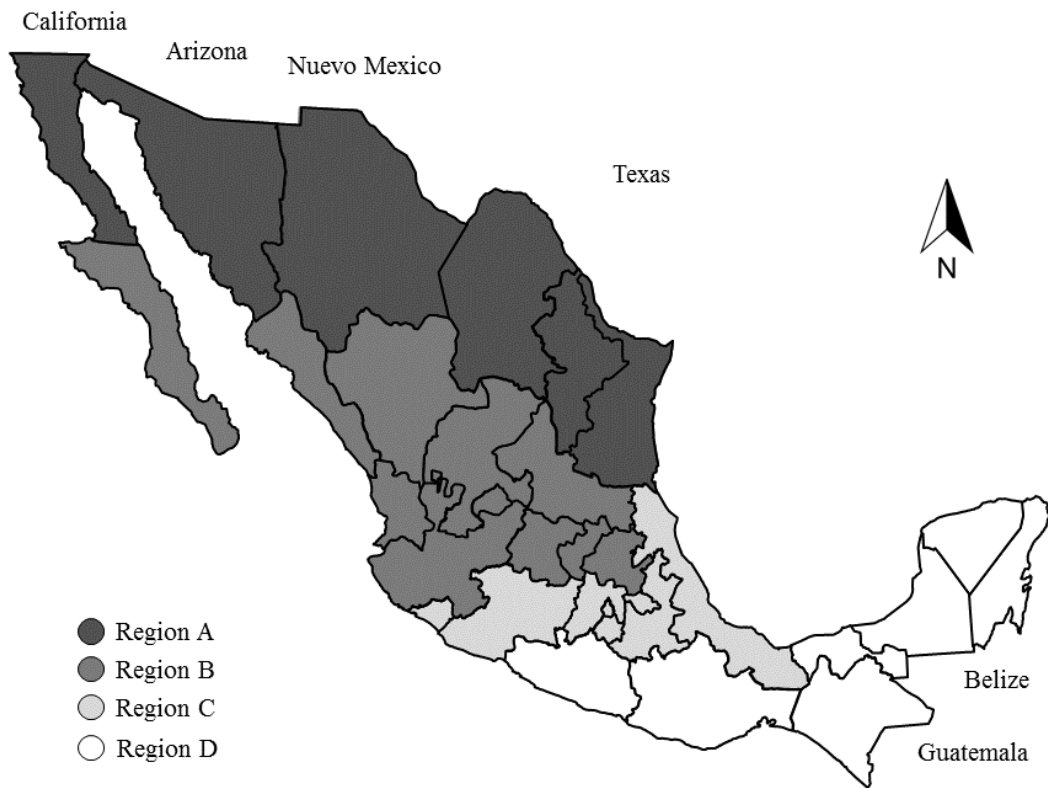 California
Arizona
Nuevo Mexico
Texas
N
Region A
Region B
Region C
Region D
Belize
Guatemala